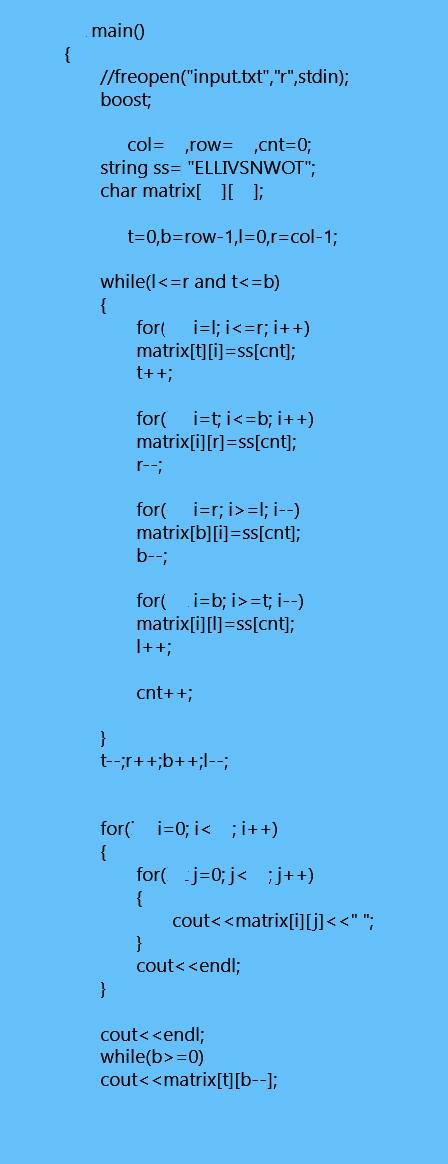 main()
{
//freopen("input.txt","r",stdin);
boost;
col= ,row= ,cnt=0;
string ss= "ELLIVSNWOT";
char matrix[ ][ ];
t=0,b=row-1,l=0,r=col-1;
while(l<=r and t<=b)
{
for( i=l; i<=r; i++)
matrix[t][i]=ss[cnt];
t++;
for( i=t; i<=b; i++)
matrix[i][r]=ss[cnt];
r--;
for( i=r; i>=l; i--)
matrix[b][i]=ss[cnt];
b--;
for( i=b; i>=t; i--)
matrix[i][l]=ss[cnt];
l++;
cnt++;
}
t--;r++;b++;l--;
for( i=0; i< ; i++)
{
for( j=0; j< ; j++)
{
cout<<matrix[i][j]<<" ";
}
cout<<endl;
}
cout<<endl;
while(b>=0)
cout<<matrix[t][b--];